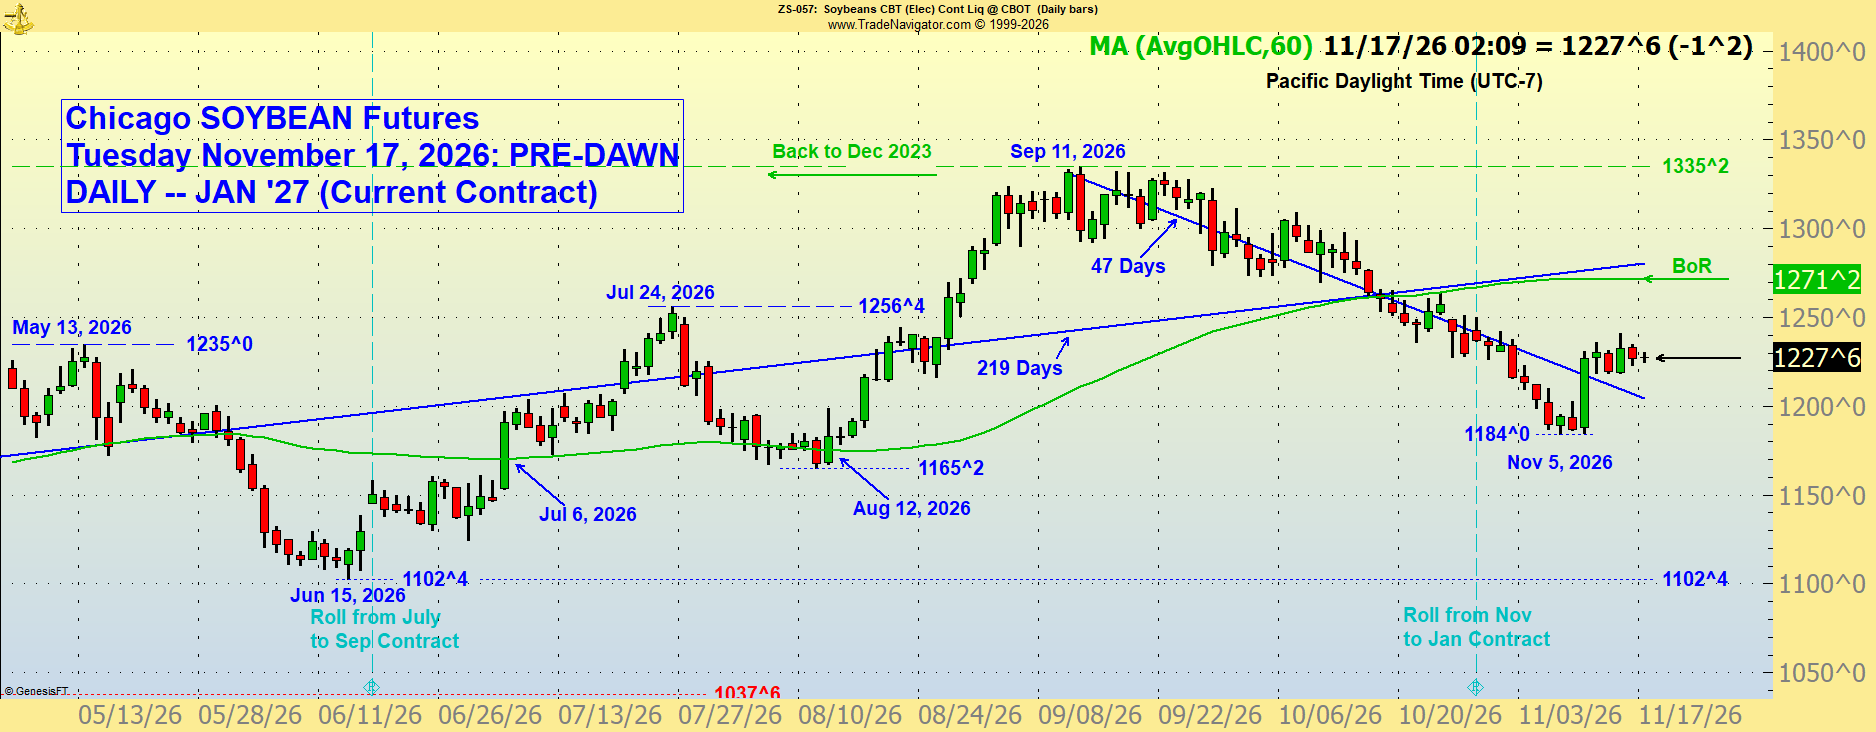 ZS-057: Soybeans CBT (Elec) Cont Liq @ CBOT (Daily bars)
www.TradeNavigator.com © 1999-2026
MA (AvgOHLC,60) 11/17/26 02:09 = 1227^6 (-1^2)
Pacific Daylight Time (UTC-7)
Chicago SOYBEAN Futures
Tuesday November 17, 2026: PRE-DAWN
DAILY -- JAN '27 (Current Contract)
Back to Dec 2023
Sep 11, 2026
1335^2
47 Days
BoR
Jul 24, 2026
1256^4
May 13, 2026
1235^0
219 Days
1184^0
Nov 5, 2026
1165^2
Aug 12, 2026
Jul 6, 2026
1102^4
1102^4
Jun 15, 2026
Roll from July
to Sep Contract
Roll from Nov
to Jan Contract
R
R
© GenesisFT
1037^6
1400^0
1350^0
1300^0
1271^2
1250^0
1227^6
1200^0
1150^0
1100^0
1050^0
05/13/26 05/28/26 06/11/26 06/26/26 07/13/26 07/27/26 08/10/26 08/24/26 09/08/26 09/22/26 10/06/26 10/20/26 11/03/26 11/17/26